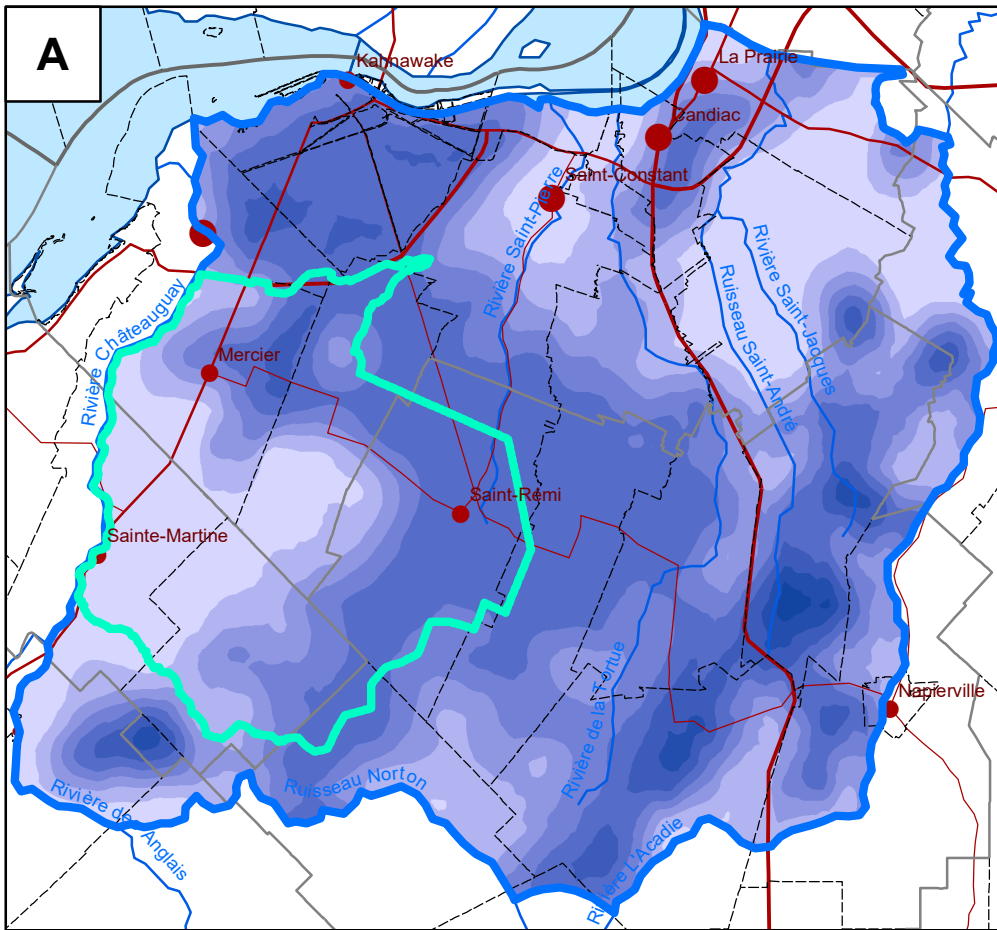 A
Kahnawake
La Prairie
Candiac
Saint-Constant
Rivière Saint-Pierre
Rivière Saint-Jacques
Ruisseau Saint-André
Rivière Châteauguay
Mercier
Saint-Rémi
Sainte-Martine
Rivière de la Tortue
Napierville
Ruisseau Norton
Rivière des Anglais
Rivière L'Acadie